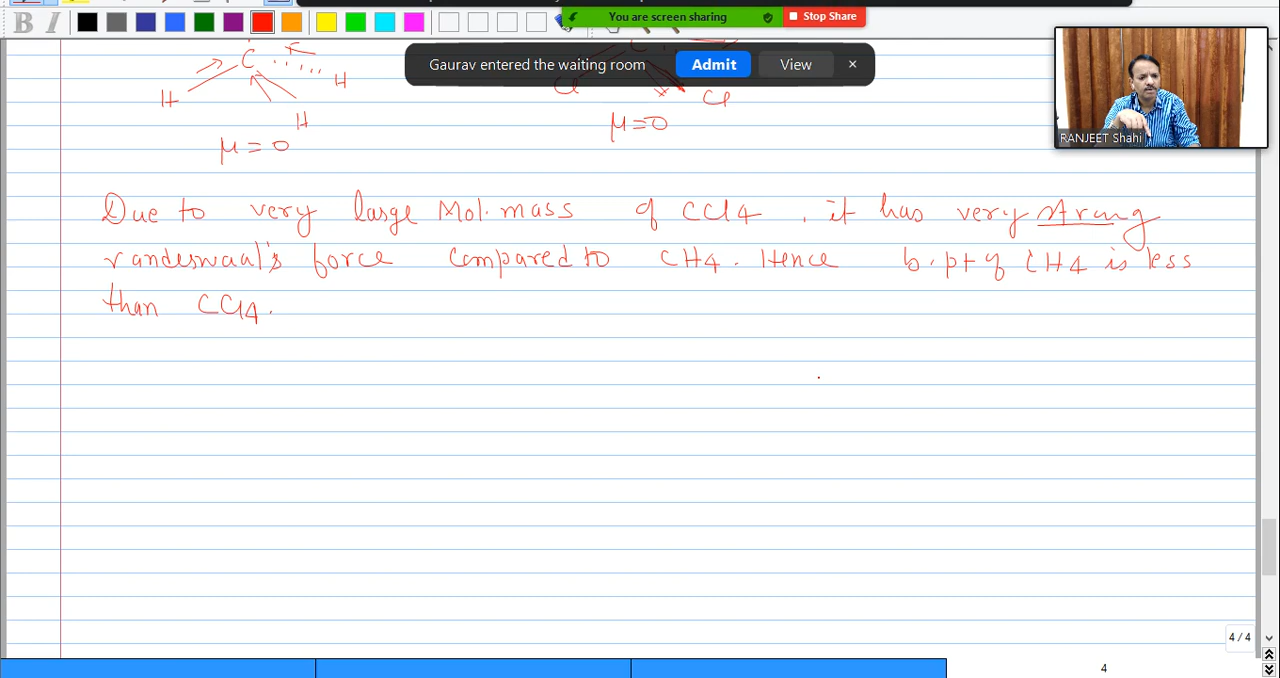 B I
You are screen sharing
Stop Share
Gaurav entered the waiting room
Admit
View
×
C
H
H
H
μ = 0
Cl
Cl
μ = 0
RANJEET Shahi
Due to very large Mol. mass of CCl4 , it has very strong
vanderwaal's force compared to CH4 . Hence b.pt of CH4 is less
than CCl4 .
4 / 4
4